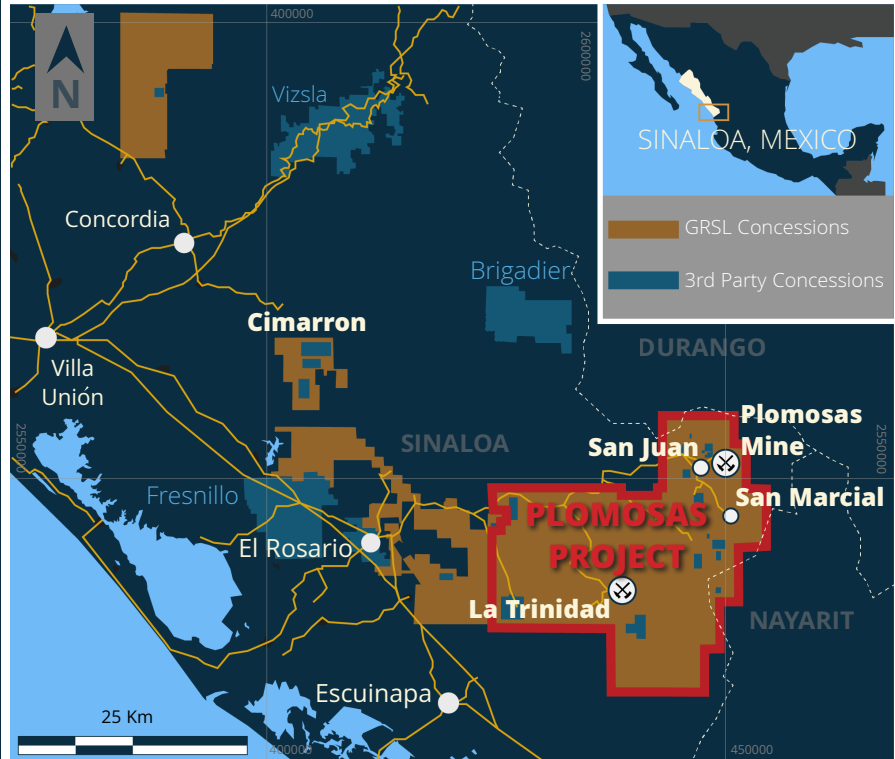 400000
2600000
N
Vizsla
SINALOA, MEXICO
Concordia
GRSL Concessions
Brigadier
3rd Party Concessions
Cimarron
Villa
Unión
DURANGO
2550000
SINALOA
Plomosas
Mine
San Juan
2550000
Fresnillo
San Marcial
PLOMOSAS
PROJECT
El Rosario
La Trinidad
NAYARIT
Escuinapa
25 Km
400000
450000